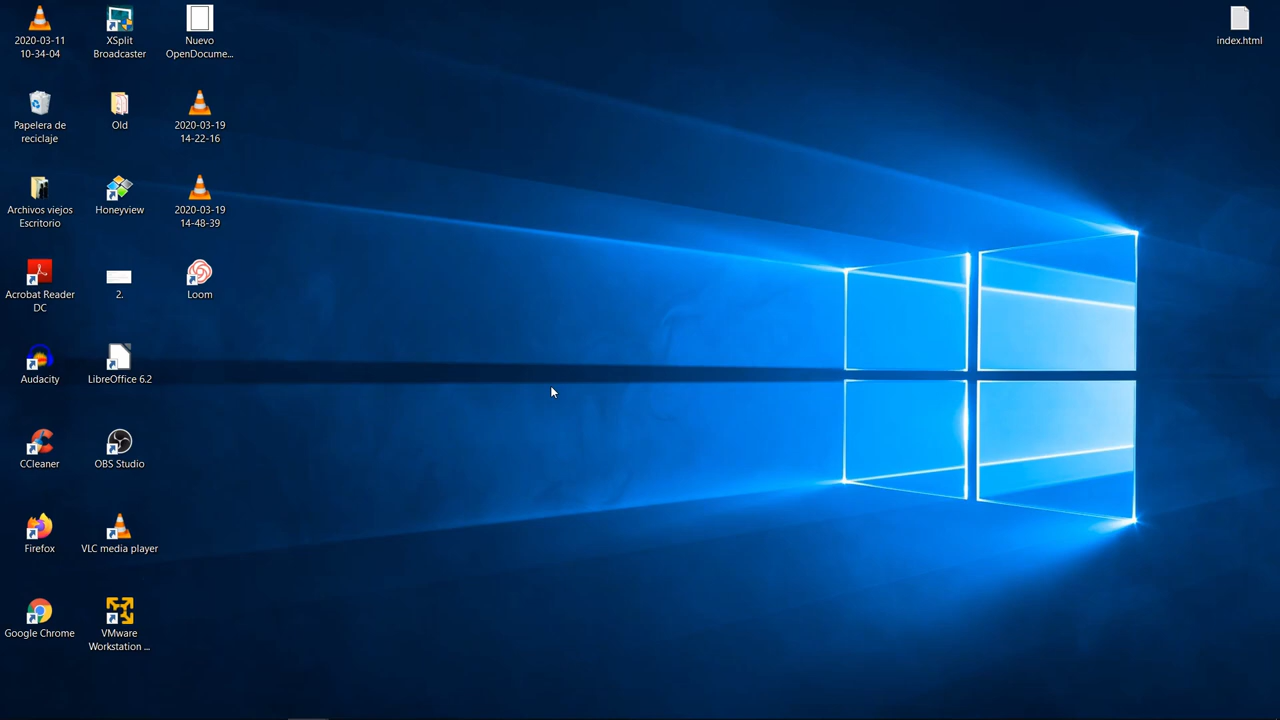 2020-03-11
10-34-04
XSplit
Broadcaster
Nuevo
OpenDocume...
index.html
Papelera de
reciclaje
Old
2020-03-19
14-22-16
Archivos viejos
Escritorio
Honeyview
2020-03-19
14-48-39
Acrobat Reader
DC
2.
Loom
Audacity
LibreOffice 6.2
CCleaner
OBS Studio
Firefox
VLC media player
Google Chrome
VMware
Workstation ...